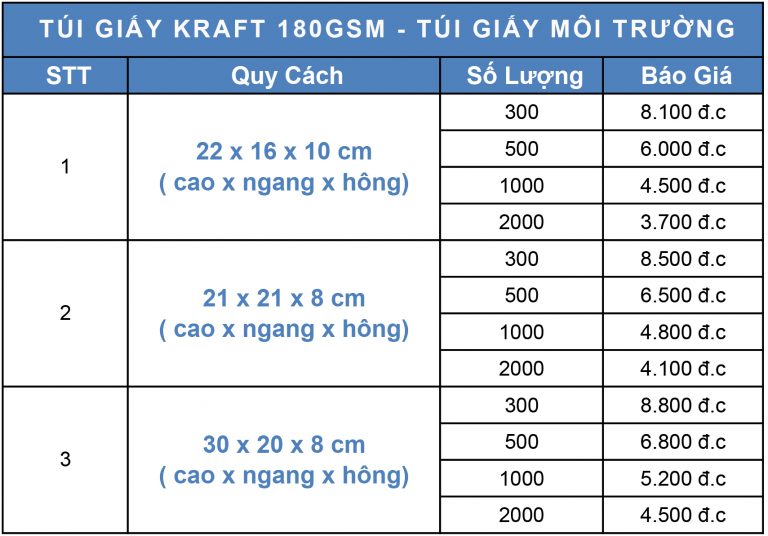 TÚI GIẤY KRAFT 180GSM - TÚI GIẤY MÔI TRƯỜNG
STT Quy Cách Số Lượng Báo Giá
1
22 x 16 x 10 cm
( cao x ngang x hông)
300 8.100 đ.c
500 6.000 đ.c
1000 4.500 đ.c
2000 3.700 đ.c
2
21 x 21 x 8 cm
( cao x ngang x hông)
300 8.500 đ.c
500 6.500 đ.c
1000 4.800 đ.c
2000 4.100 đ.c
3
30 x 20 x 8 cm
( cao x ngang x hông)
300 8.800 đ.c
500 6.800 đ.c
1000 5.200 đ.c
2000 4.500 đ.c